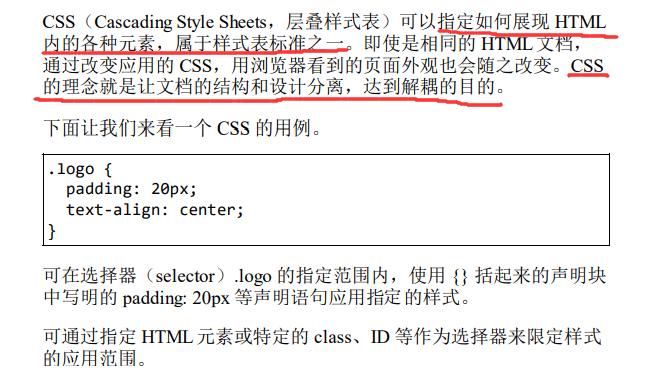 CSS（Cascading Style Sheets，层叠样式表）可以指定如何展现 HTML
内的各种元素，属于样式表标准之一。即使是相同的 HTML 文档，
通过改变应用的 CSS，用浏览器看到的页面外观也会随之改变。CSS
的理念就是让文档的结构和设计分离，达到解耦的目的。
下面让我们来看一个 CSS 的用例。
.logo {
  padding: 20px;
  text-align: center;
}
可在选择器（selector）.logo 的指定范围内，使用 {} 括起来的声明块
中写明的 padding: 20px 等声明语句应用指定的样式。
可通过指定 HTML 元素或特定的 class、ID 等作为选择器来限定样式
的应用范围。